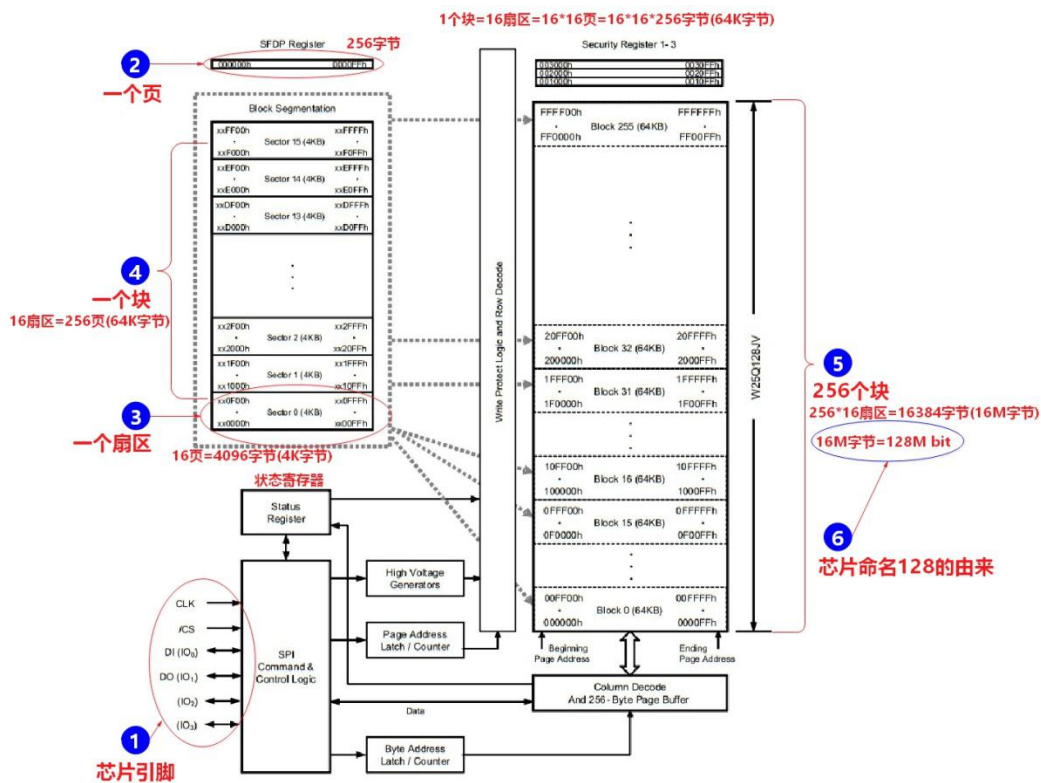 1个块=16扇区=16*16页=16*16*256字节(64K字节)
SFDP Register
256字节
000000h 0000FFh
2
一个页
Security Register 1- 3
003000h 0030FFh
002000h 0020FFh
001000h 0010FFh
Block Segmentation
xxFF00h xxFFFFh
Sector 15 (4KB)
xxF000h xxF0FFh
xxEF00h xxEFFFh
Sector 14 (4KB)
xxE000h xxE0FFh
xxDF00h xxDFFFh
Sector 13 (4KB)
xxD000h xxD0FFh
4
一个块
16扇区=256页(64K字节)
xx2F00h xx2FFFh
Sector 2 (4KB)
xx2000h xx20FFh
xx1F00h xx1FFFh
Sector 1 (4KB)
xx1000h xx10FFh
xx0F00h xx0FFFh
Sector 0 (4KB)
xx0000h xx00FFh
3
一个扇区
16页=4096字节(4K字节)
Write Protect Logic and Row Decode
FFFF00h FFFFFFh
Block 255 (64KB)
FF0000h FF00FFh
20FF00h 20FFFFh
Block 32 (64KB)
200000h 2000FFh
1FFF00h 1FFFFFh
Block 31 (64KB)
1F0000h 1F00FFh
10FF00h 10FFFFh
Block 16 (64KB)
100000h 1000FFh
0FFF00h 0FFFFFh
Block 15 (64KB)
0F0000h 0F00FFh
00FF00h 00FFFFh
Block 0 (64KB)
000000h 0000FFh
W25Q128JV
5
256个块
256*16扇区=16384字节(16M字节)
16M字节=128M bit
6
芯片命名128的由来
状态寄存器
Status
Register
High Voltage
Generators
Page Address
Latch / Counter
Beginning
Page Address
Ending
Page Address
CLK
/CS
DI (IO0)
DO (IO1)
(IO2)
(IO3)
SPI
Command &
Control Logic
1
芯片引脚
Data
Column Decode
And 256-Byte Page Buffer
Byte Address
Latch / Counter